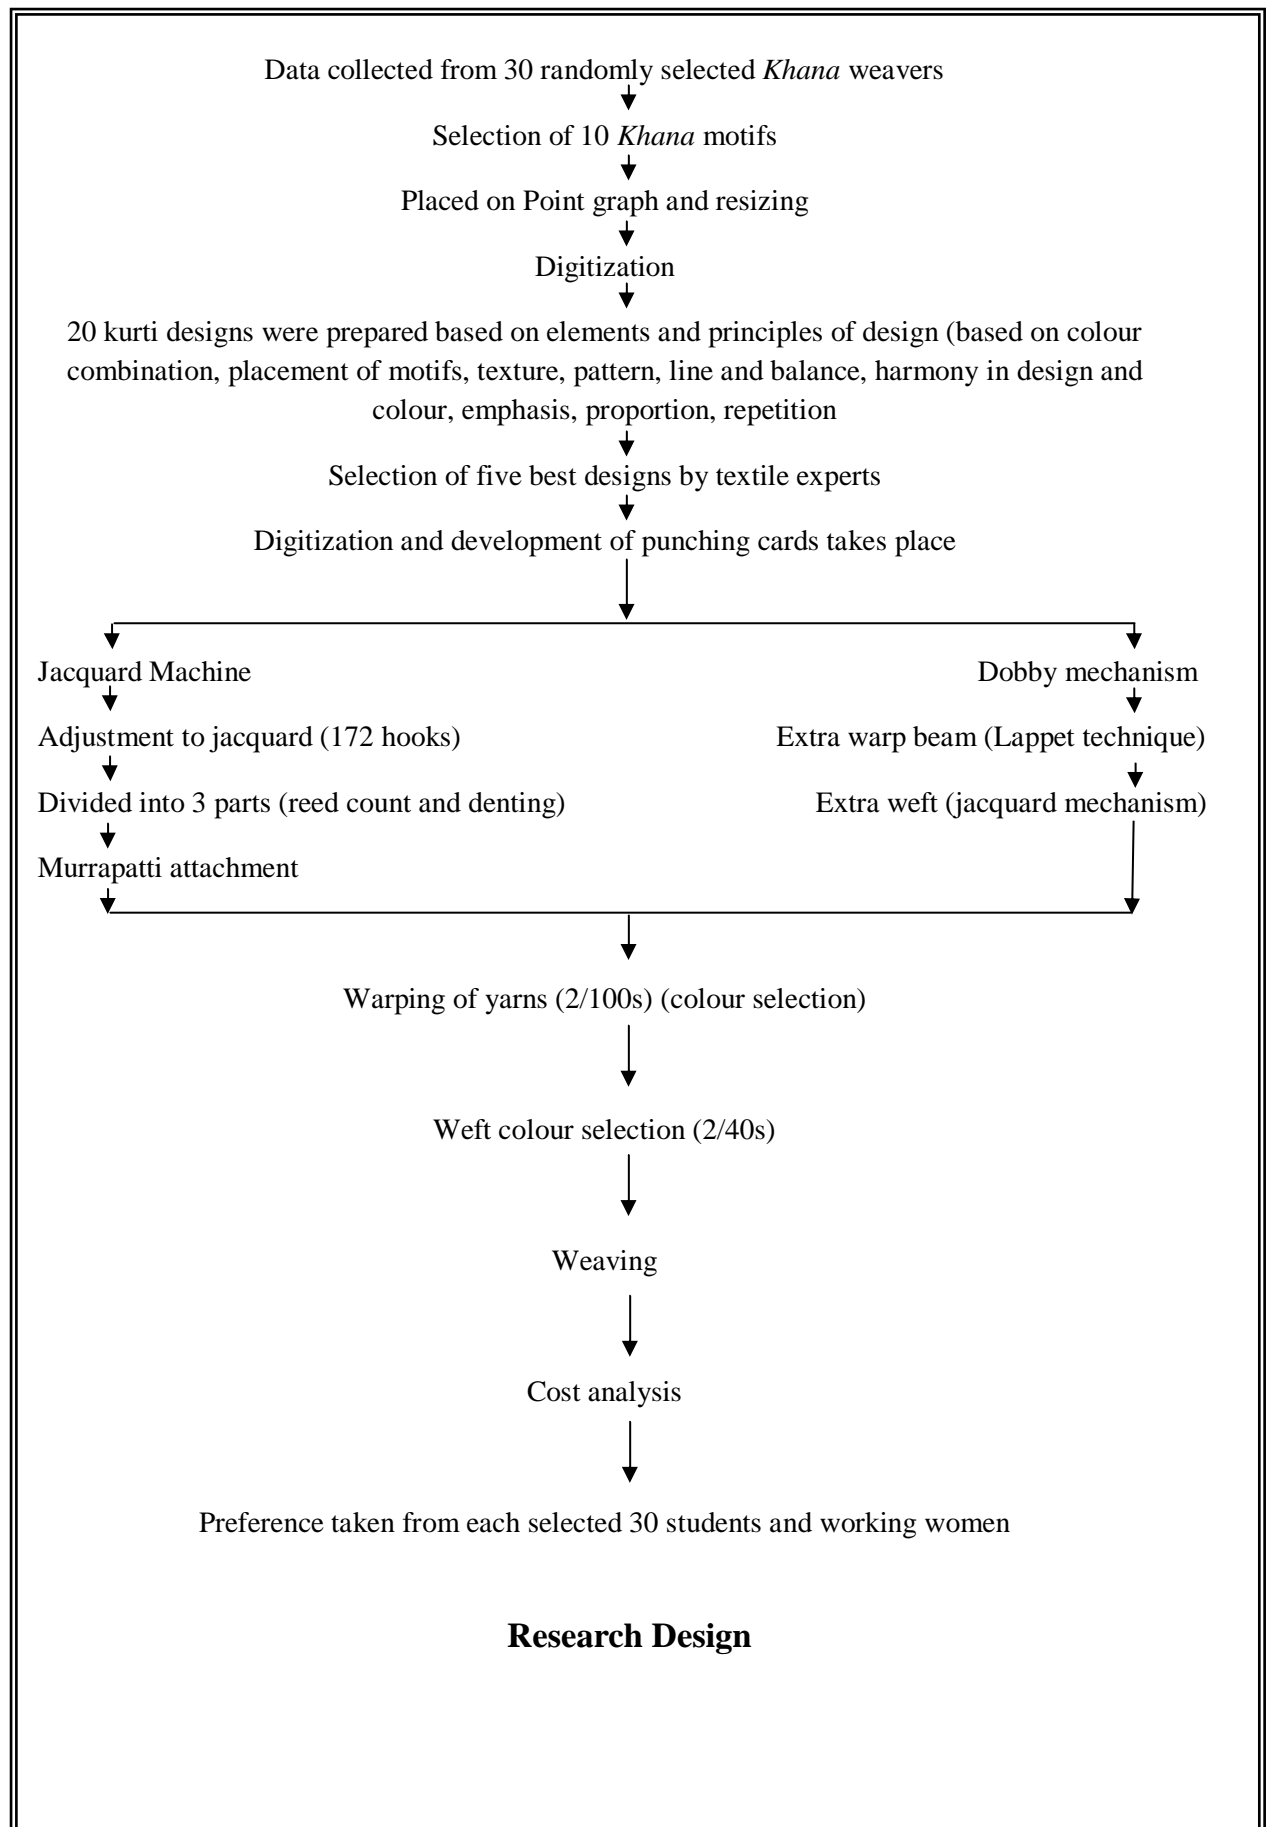 Data collected from 30 randomly selected Khana weavers
Selection of 10 Khana motifs
Placed on Point graph and resizing
Digitization
20 kurti designs were prepared based on elements and principles of design (based on colour
combination, placement of motifs, texture, pattern, line and balance, harmony in design and
colour, emphasis, proportion, repetition
Selection of five best designs by textile experts
Digitization and development of punching cards takes place
Jacquard Machine
Adjustment to jacquard (172 hooks)
Divided into 3 parts (reed count and denting)
Murrapatti attachment
Dobby mechanism
Extra warp beam (Lappet technique)
Extra weft (jacquard mechanism)
Warping of yarns (2/100s) (colour selection)
Weft colour selection (2/40s)
Weaving
Cost analysis
Preference taken from each selected 30 students and working women
Research Design